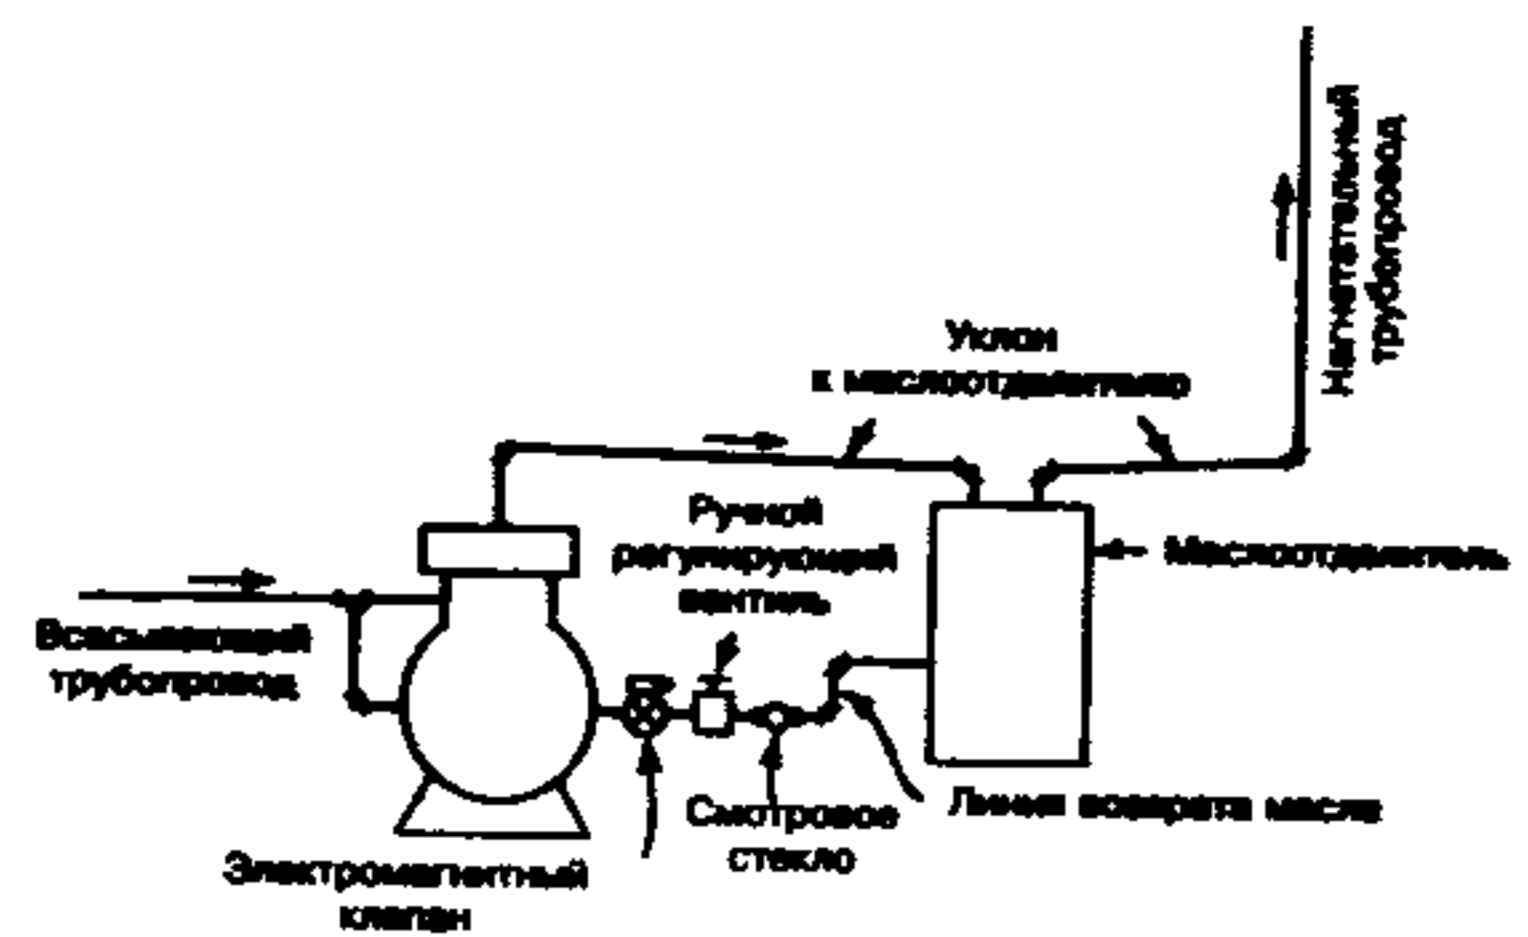 Нагнетательный
трубопровод
Уклон
к маслоотделителю
Ручной
регулирующий
вентиль
Маслоотделитель
Всасывающий
трубопровод
Линия возврата масла
Смотровое
стекло
Электромагнитный
клапан